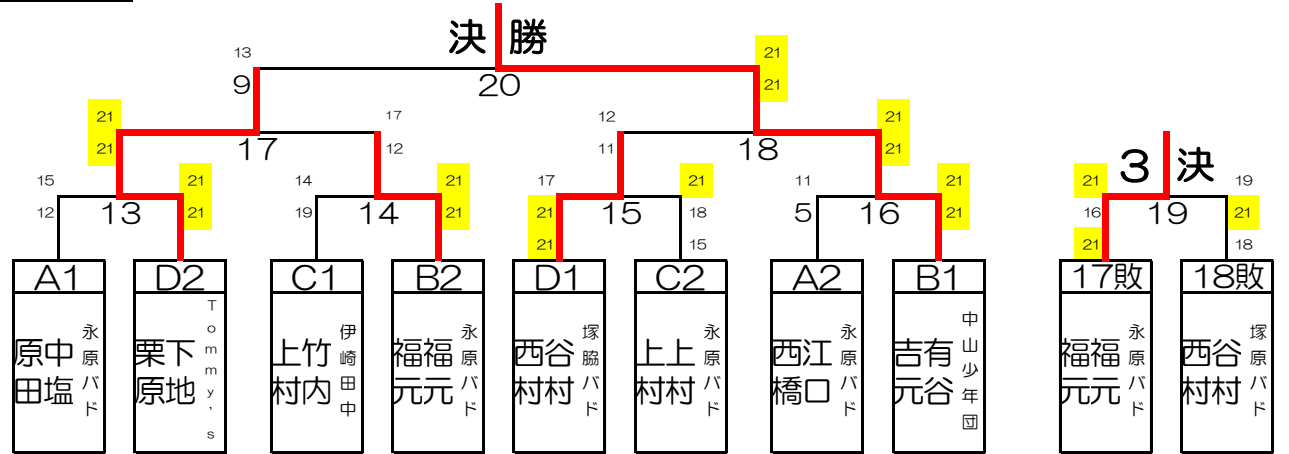 決 勝
13
21
9
20
21
21
17
12
21
21
17
12
11
18
21
3 決
15
21
14
21
17
21
11
21
21
19
12
13
21
19
14
21
21
15
18
5
16
21
16
19
21
21
15
21
18
A1
D2
C1
B2
D1
C2
A2
B1
17敗
18敗
原田 中塩 永原バド
栗原 下地 Tommy's
上村 竹内 伊崎田中
福元 福元 永原バド
西村 谷村 塚脇バド
上村 上村 永原バド
西橋 江口 永原バド
吉元 有谷 中山少年団
福元 福元 永原バド
西村 谷村 塚原バド